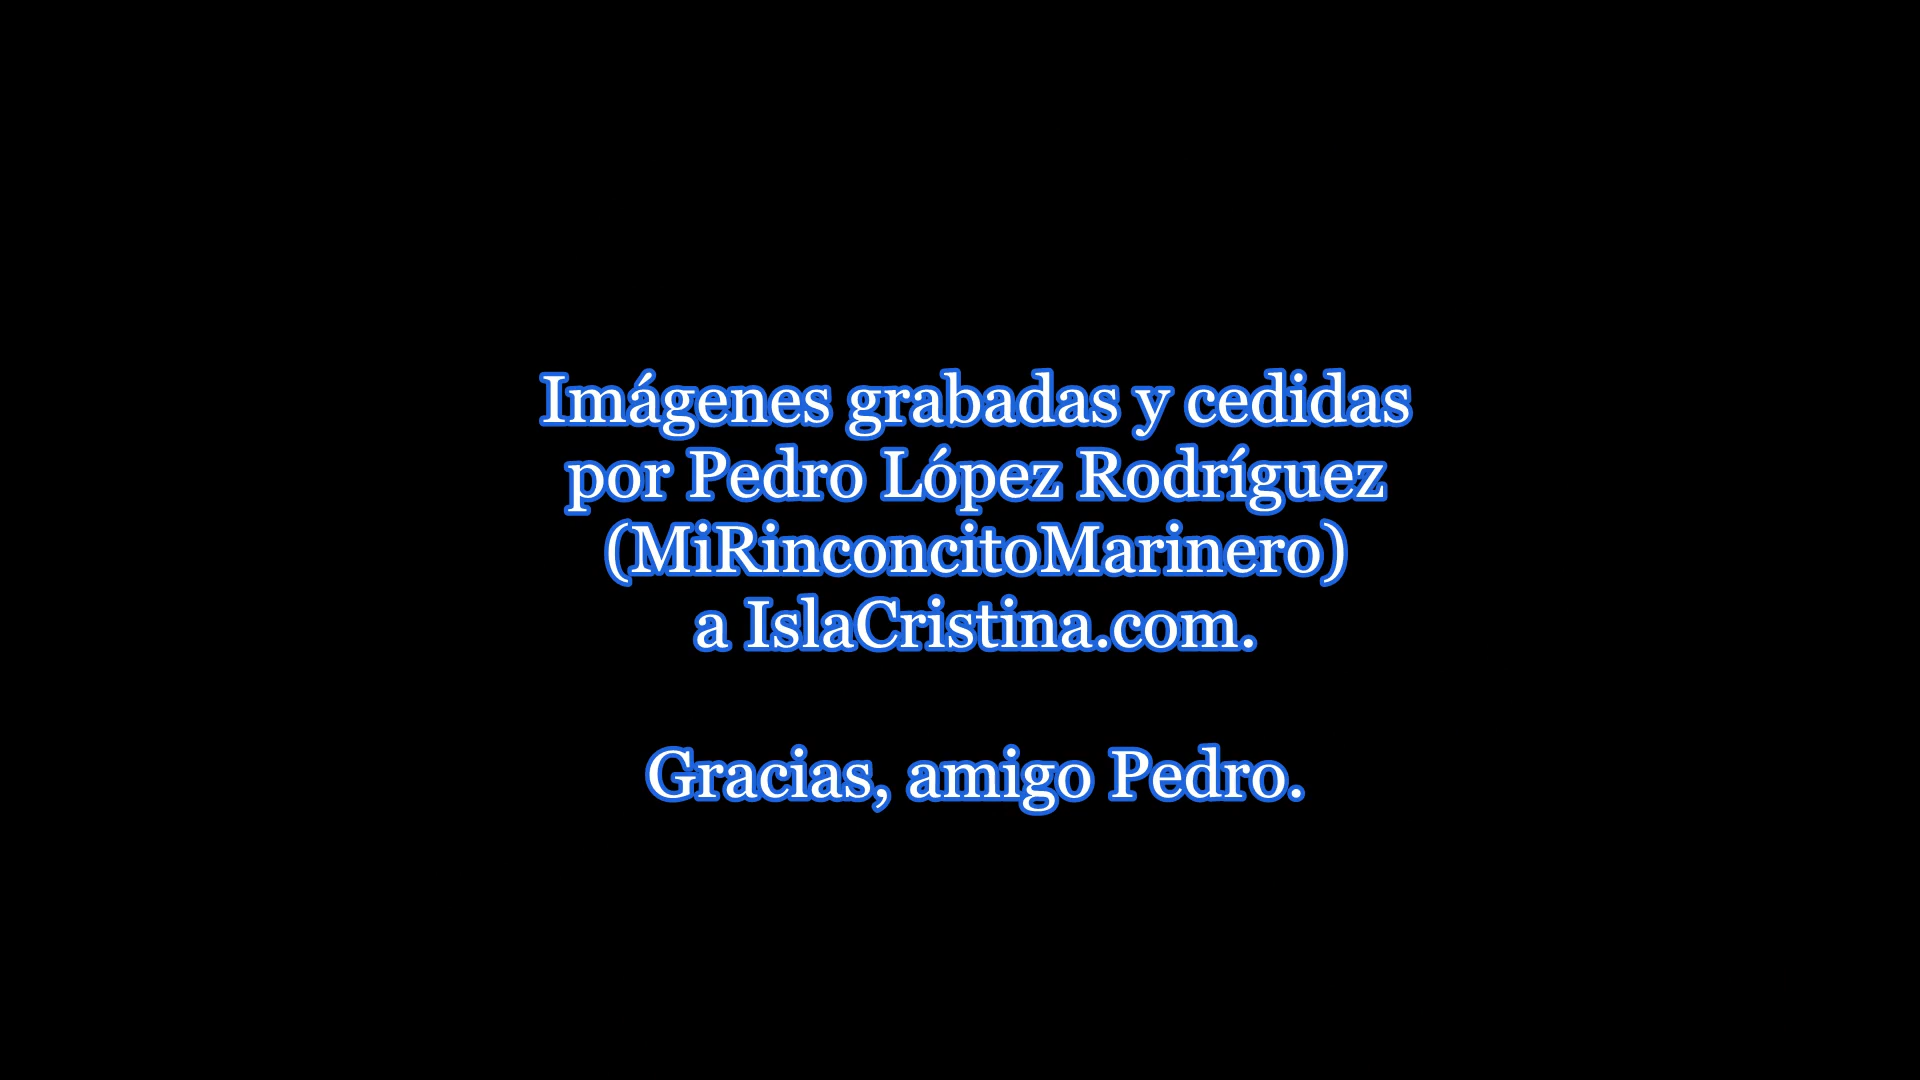 Imágenes grabadas y cedidas
por Pedro López Rodríguez
(MiRinconcitoMarinero)
a IslaCristina.com.
Gracias, amigo Pedro.